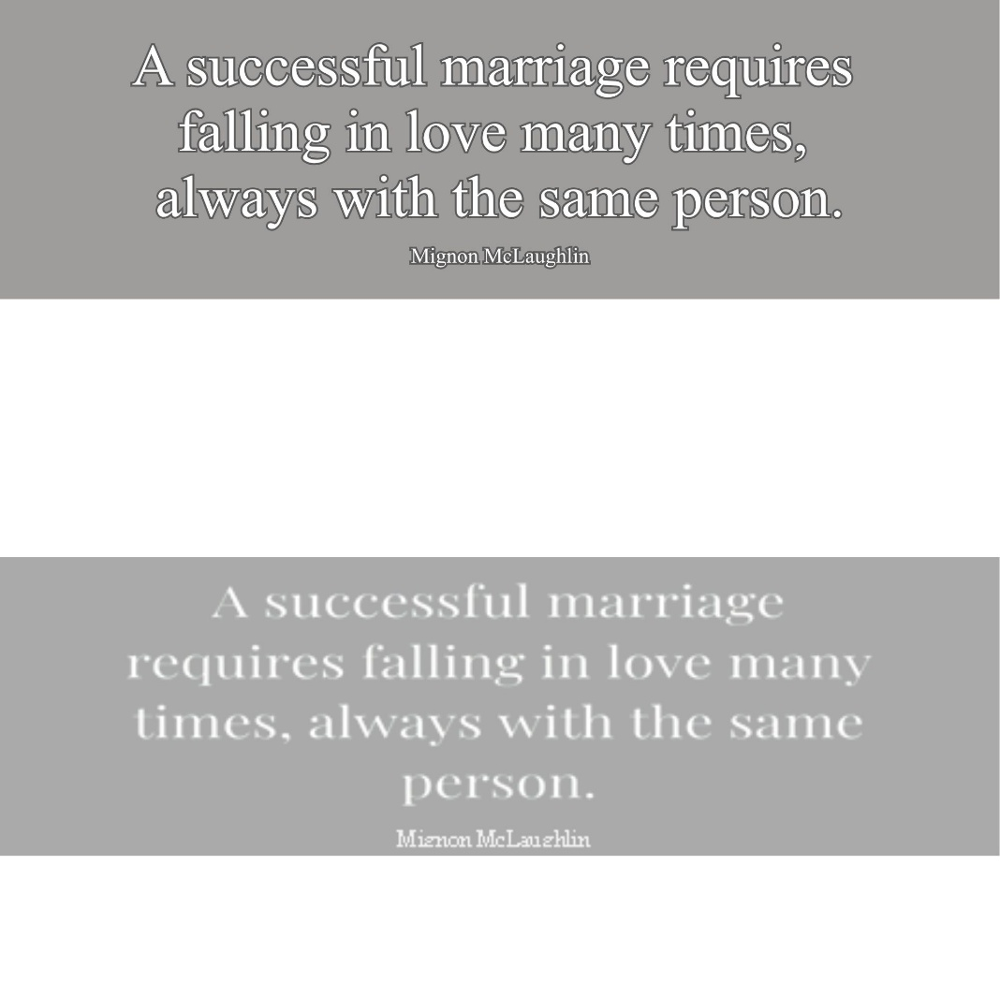 A successful marriage requires
falling in love many times,
always with the same person.
Mignon McLaughlin
A successful marriage
requires falling in love many
times, always with the same
person.
Mignon McLaughlin